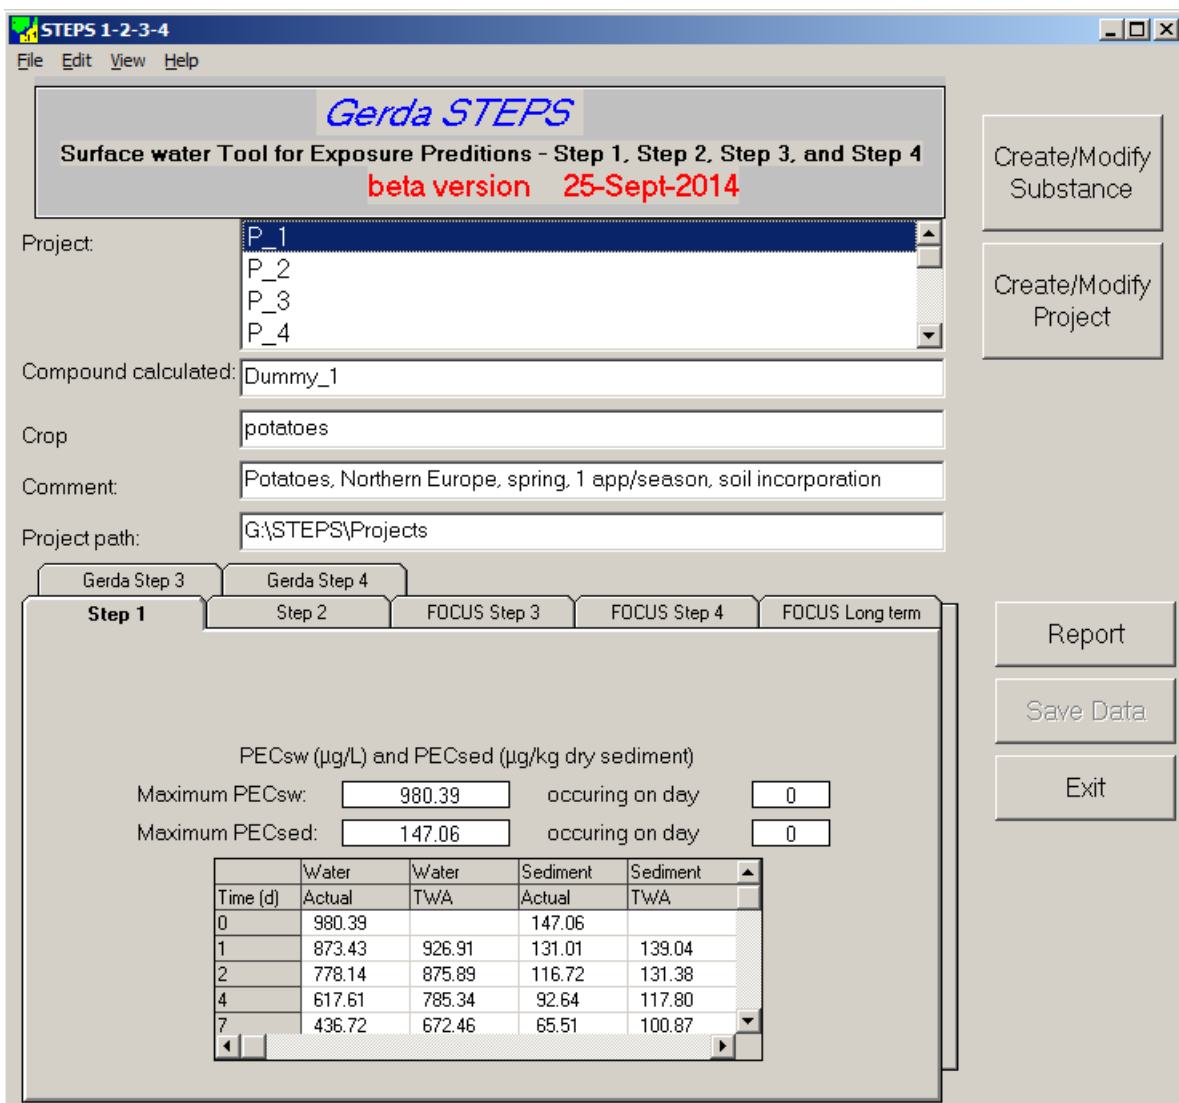 STEPS 1-2-3-4
File Edit View Help
Gerda STEPS
Surface water Tool for Exposure Preditions - Step 1, Step 2, Step 3, and Step 4
beta version 25-Sept-2014
Create/Modify
Substance
Create/Modify
Project
Project:
P_1
P_2
P_3
P_4
Compound calculated: Dummy_1
Crop potatoes
Comment: Potatoes, Northern Europe, spring, 1 app/season, soil incorporation
Project path: G:\STEPS\Projects
Gerda Step 3 Gerda Step 4
Step 1 Step 2 FOCUS Step 3 FOCUS Step 4 FOCUS Long term
Report
Save Data
Exit
PECsw (µg/L) and PECsed (µg/kg dry sediment)
Maximum PECsw: 980.39 occuring on day 0
Maximum PECsed: 147.06 occuring on day 0
Water Water Sediment Sediment
Time (d) Actual TWA Actual TWA
0 980.39 147.06
1 873.43 926.91 131.01 139.04
2 778.14 875.89 116.72 131.38
4 617.61 785.34 92.64 117.80
7 436.72 672.46 65.51 100.87